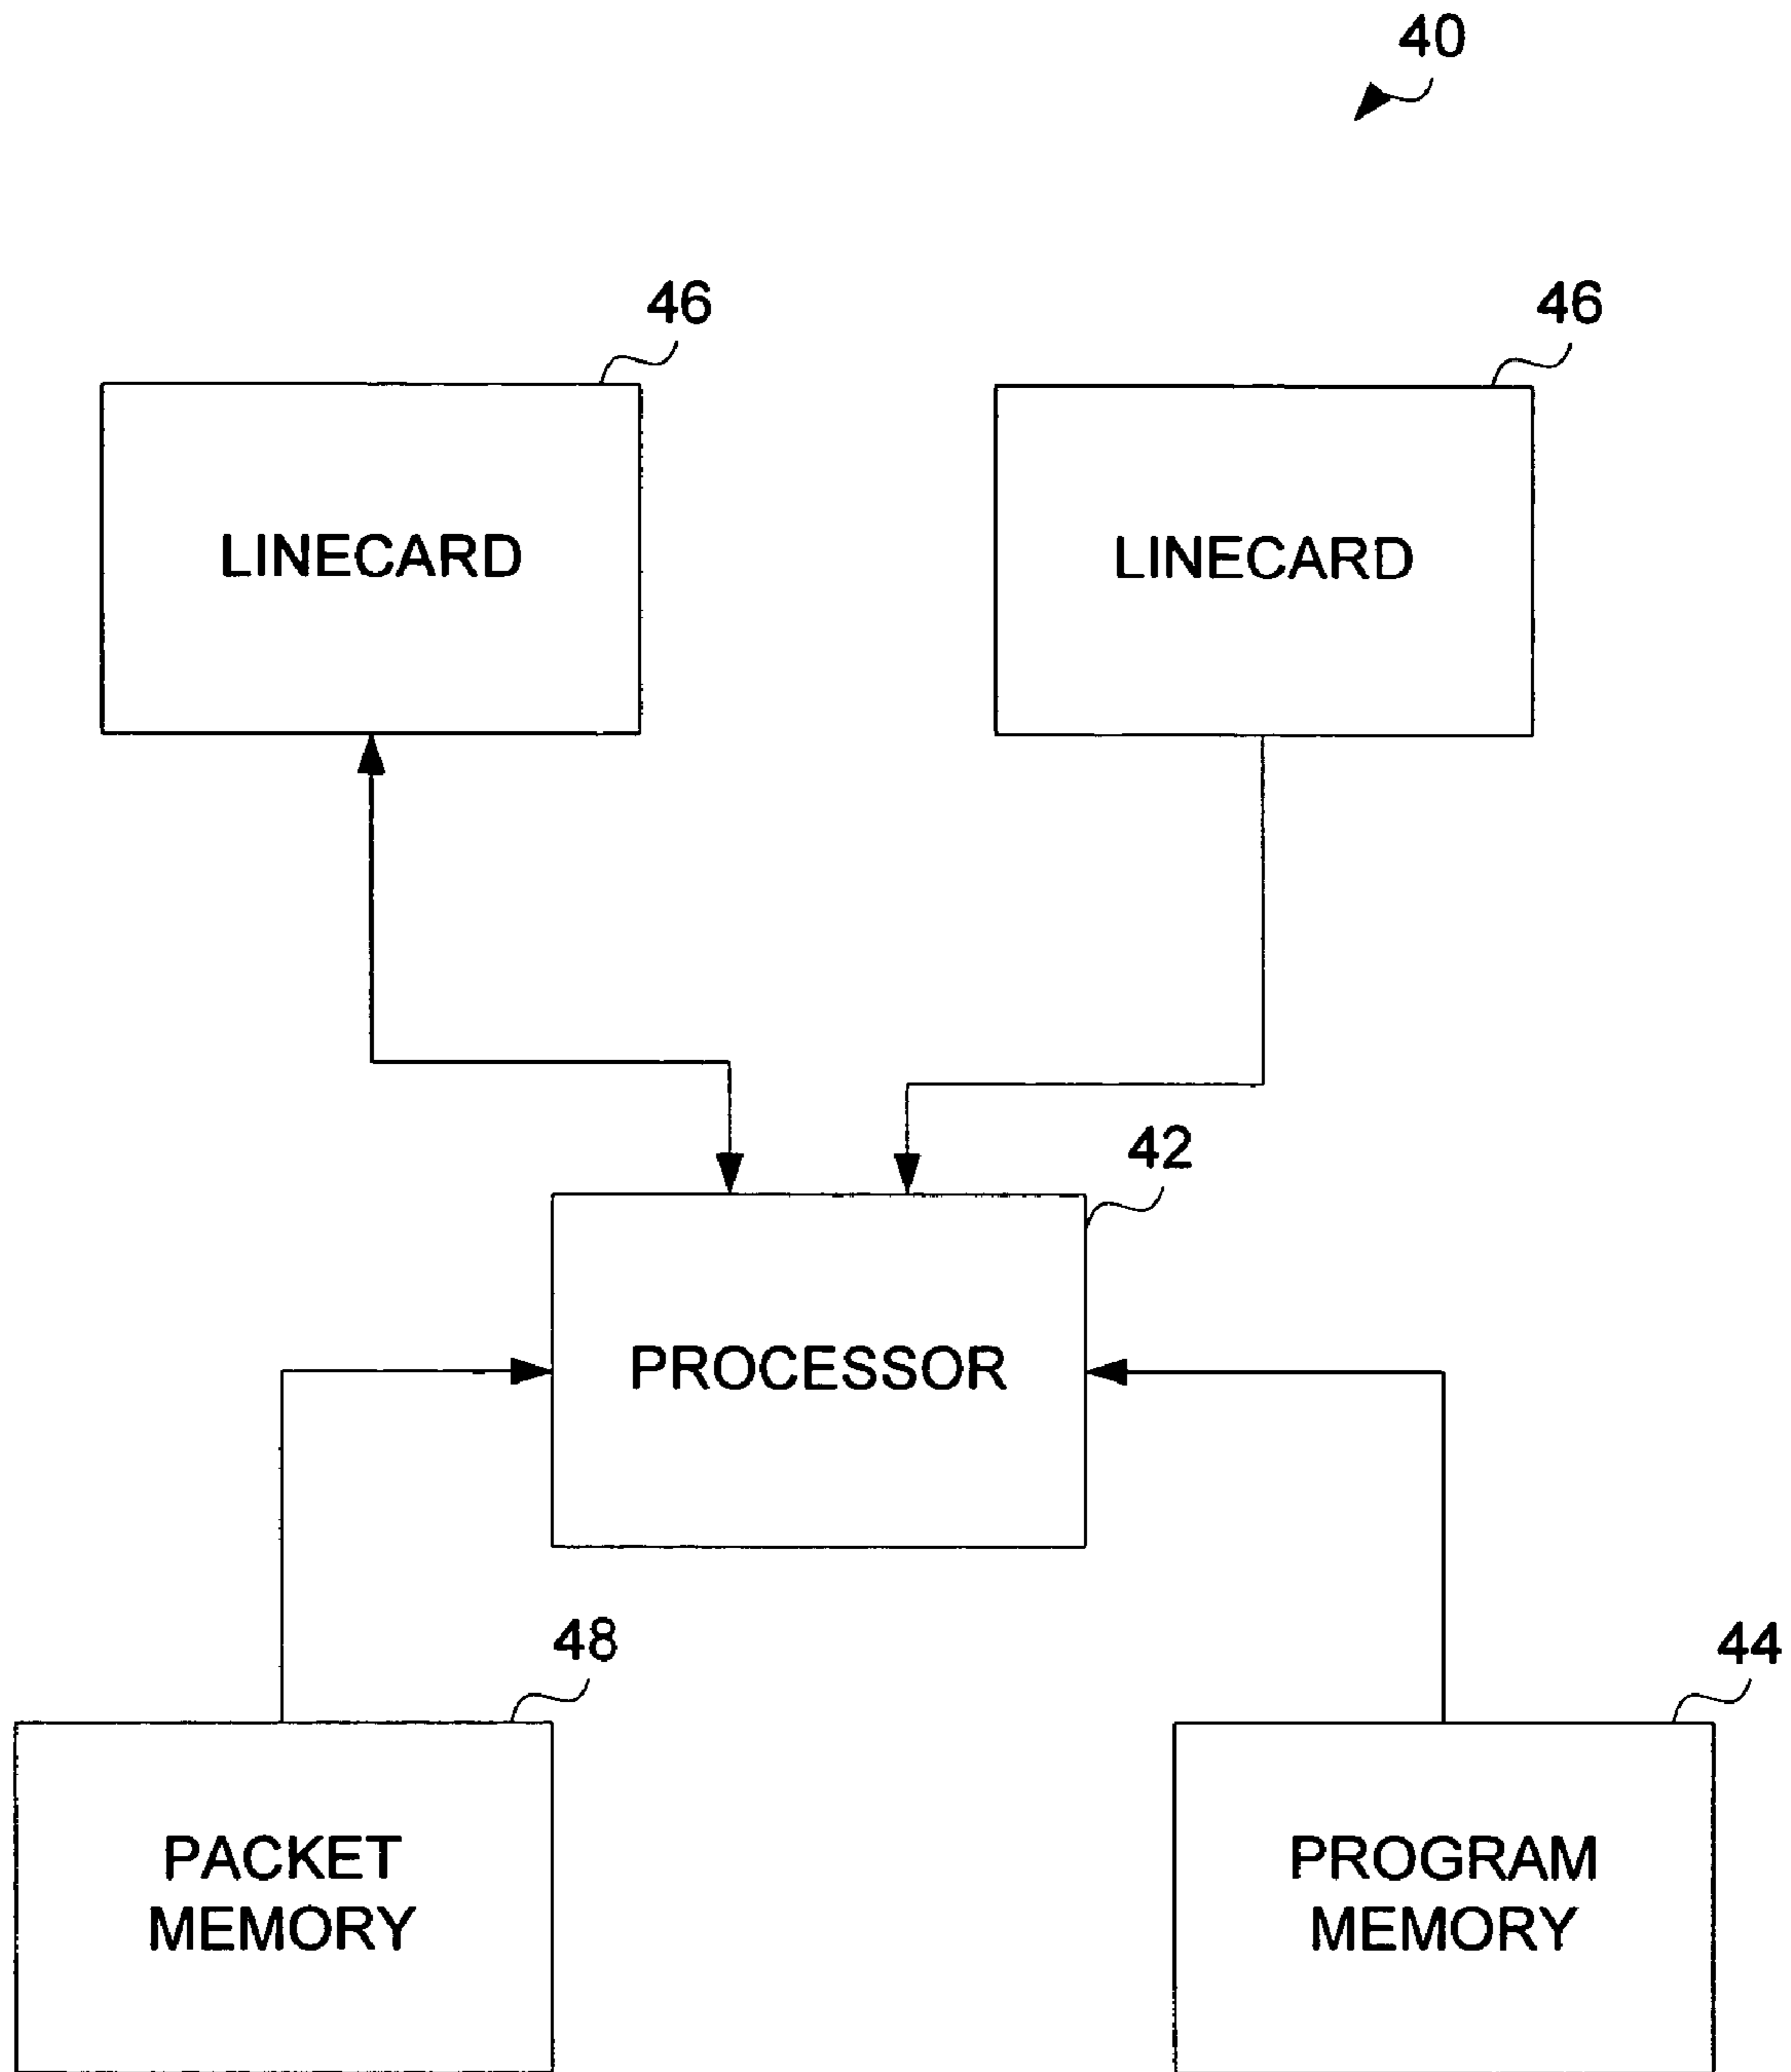 40
46
46
LINECARD
LINECARD
42
PROCESSOR
48
44
PACKET
MEMORY
PROGRAM
MEMORY